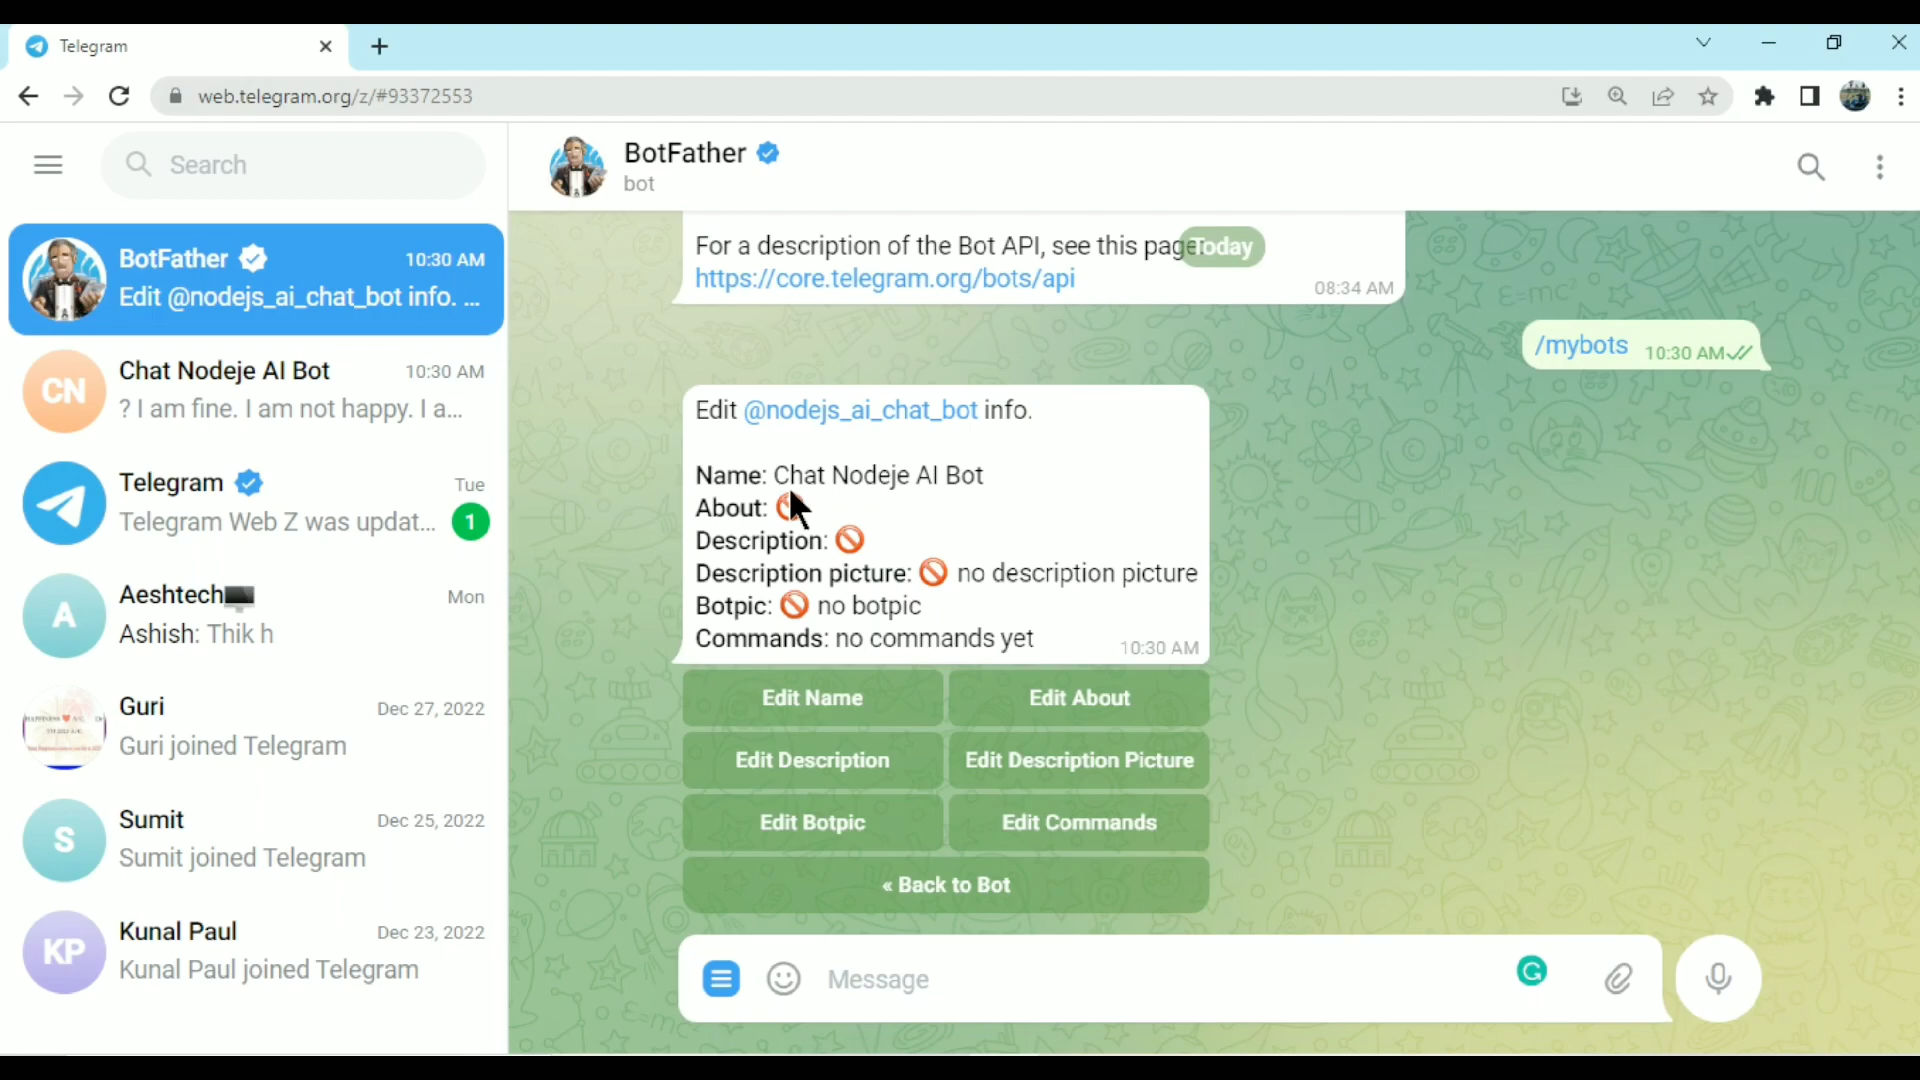 Telegram
web.telegram.org/z/#93372553
Search
BotFather
10:30 AM
Edit @nodejs_ai_chat_bot info. ...
CN
Chat Nodeje AI Bot
10:30 AM
? I am fine. I am not happy. I a...
Telegram
Tue
Telegram Web Z was updat...
1
A
Aeshtech
Mon
Ashish: Thik h
Guri
Dec 27, 2022
Guri joined Telegram
S
Sumit
Dec 25, 2022
Sumit joined Telegram
KP
Kunal Paul
Dec 23, 2022
Kunal Paul joined Telegram
BotFather
bot
Today
For a description of the Bot API, see this page:
https://core.telegram.org/bots/api
08:34 AM
/mybots
10:30 AM
Edit @nodejs_ai_chat_bot info.
Name: Chat Nodeje AI Bot
About: 🚫
Description: 🚫
Description picture: 🚫 no description picture
Botpic: 🚫 no botpic
Commands: no commands yet
10:30 AM
Edit Name
Edit About
Edit Description
Edit Description Picture
Edit Botpic
Edit Commands
« Back to Bot
Message